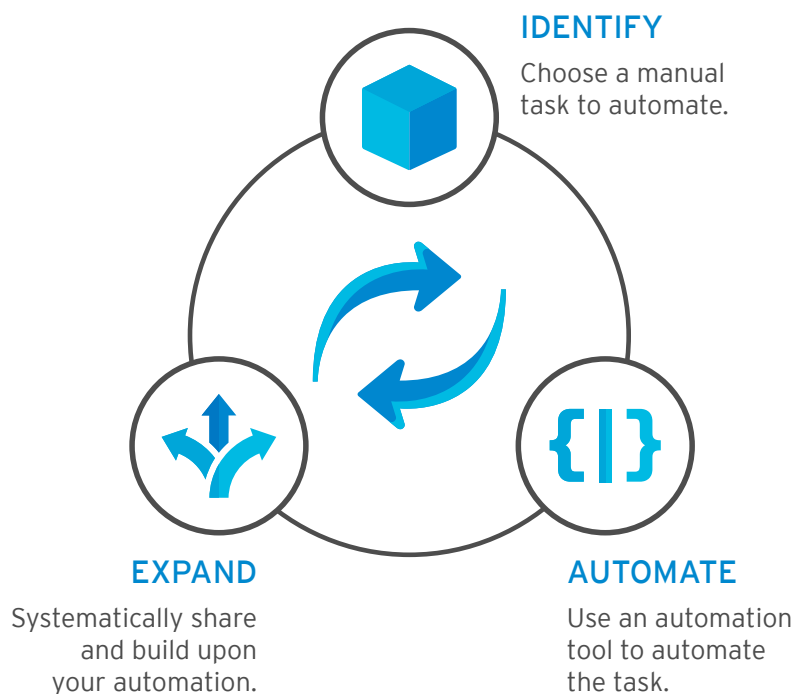 IDENTIFY
Choose a manual
task to automate.
EXPAND
Systematically share
and build upon
your automation.
AUTOMATE
Use an automation
tool to automate
the task.